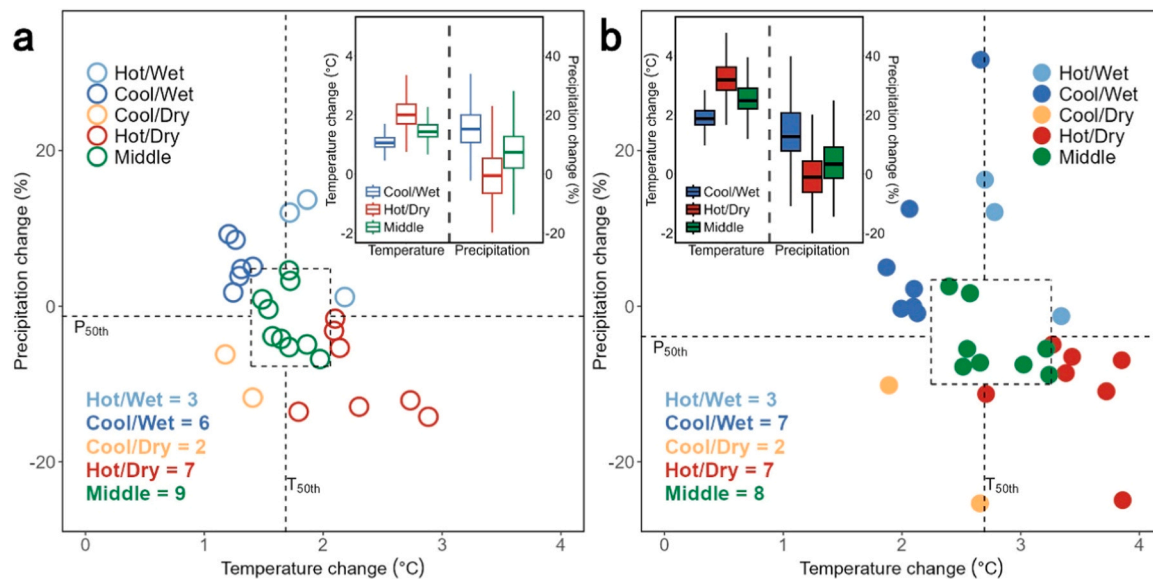 a
Hot/Wet
Cool/Wet
Cool/Dry
Hot/Dry
Middle
Precipitation change (%)
20
0
-20
P50th
T50th
Hot/Wet = 3
Cool/Wet = 6
Cool/Dry = 2
Hot/Dry = 7
Middle = 9
0 1 2 3 4
Temperature change (°C)
Temperature change (°C)
4
2
0
-2
Cool/Wet
Hot/Dry
Middle
Temperature Precipitation
40
20
0
-20
Precipitation change (%)
b
Hot/Wet
Cool/Wet
Cool/Dry
Hot/Dry
Middle
Precipitation change (%)
20
0
-20
P50th
T50th
Hot/Wet = 3
Cool/Wet = 7
Cool/Dry = 2
Hot/Dry = 7
Middle = 8
0 1 2 3 4
Temperature change (°C)
Temperature change (°C)
4
2
0
-2
Cool/Wet
Hot/Dry
Middle
Temperature Precipitation
40
20
0
-20
Precipitation change (%)